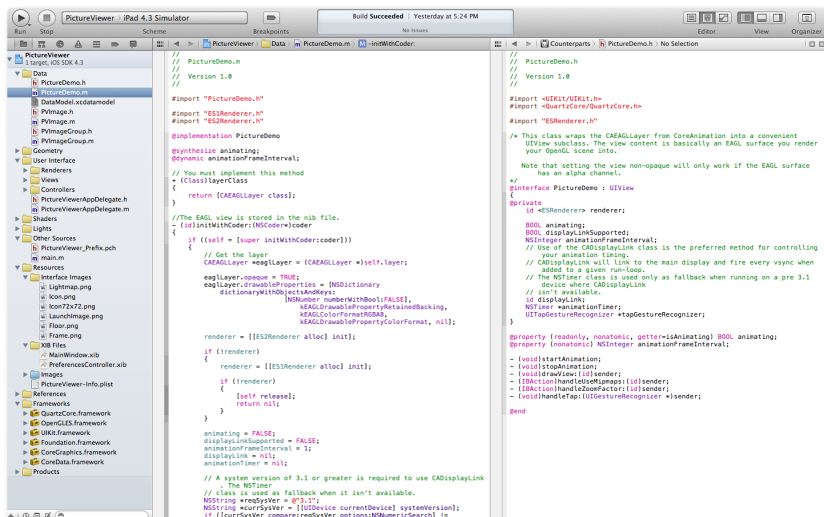 PictureViewer iPad 4.3 Simulator
Build Succeeded | Yesterday at 5:24 PM
No Issues
Run Stop Scheme Breakpoints Editor View Organizer
PictureViewer Data PictureDemo.m -initWithCoder:
Counterparts PictureDemo.h No Selection
PictureViewer
1 target, iOS SDK 4.3
Data
PictureDemo.h
PictureDemo.m
DataModel.xcdatamodel
PVImage.h
PVImage.m
PVImageGroup.h
PVImageGroup.m
Geometry
User Interface
Renderers
Views
Controllers
PictureViewerAppDelegate.h
PictureViewerAppDelegate.m
Shaders
Lights
Other Sources
PictureViewer_Prefix.pch
main.m
Resources
Interface Images
Lightmap.png
Icon.png
Icon72x72.png
LaunchImage.png
Floor.png
Frame.png
XIB Files
MainWindow.xib
PreferencesController.xib
Images
PictureViewer-Info.plist
References
Frameworks
QuartzCore.framework
OpenGLES.framework
UIKit.framework
Foundation.framework
CoreGraphics.framework
CoreData.framework
Products
//
// PictureDemo.m
//
// Version 1.0
//
#import "PictureDemo.h"
#import "ES1Renderer.h"
#import "ES2Renderer.h"
@implementation PictureDemo
@synthesize animating;
@dynamic animationFrameInterval;
// You must implement this method
+ (Class)layerClass
{
return [CAEAGLLayer class];
}
//The EAGL view is stored in the nib file.
- (id)initWithCoder:(NSCoder*)coder
{
if ((self = [super initWithCoder:coder]))
{
// Get the layer
CAEAGLLayer *eaglLayer = (CAEAGLLayer *)self.layer;
eaglLayer.opaque = TRUE;
eaglLayer.drawableProperties = [NSDictionary
dictionaryWithObjectsAndKeys:
[NSNumber numberWithBool:FALSE],
kEAGLDrawablePropertyRetainedBacking,
kEAGLColorFormatRGBA8,
kEAGLDrawablePropertyColorFormat, nil];
renderer = [[ES2Renderer alloc] init];
if (!renderer)
{
renderer = [[ES1Renderer alloc] init];
if (!renderer)
{
[self release];
return nil;
}
}
animating = FALSE;
displayLinkSupported = FALSE;
animationFrameInterval = 1;
displayLink = nil;
animationTimer = nil;
// A system version of 3.1 or greater is required to use CADisplayLink
. The NSTimer
// class is used as fallback when it isn't available.
NSString *reqSysVer = @"3.1";
NSString *currSysVer = [[UIDevice currentDevice] systemVersion];
if ([currSysVer compare:reqSysVer options:NSNumericSearch] !=
//
// PictureDemo.h
//
// Version 1.0
//
#import <UIKit/UIKit.h>
#import <QuartzCore/QuartzCore.h>
#import "ESRenderer.h"
/* This class wraps the CAEAGLLayer from CoreAnimation into a convenient
UIView subclass. The view content is basically an EAGL surface you render
your OpenGL scene into.
Note that setting the view non-opaque will only work if the EAGL surface
has an alpha channel.
*/
@interface PictureDemo : UIView
{
@private
id <ESRenderer> renderer;
BOOL animating;
BOOL displayLinkSupported;
NSInteger animationFrameInterval;
// Use of the CADisplayLink class is the preferred method for controlling
your animation timing.
// CADisplayLink will link to the main display and fire every vsync when
added to a given run-loop.
// The NSTimer class is used only as fallback when running on a pre 3.1
device where CADisplayLink
// isn't available.
id displayLink;
NSTimer *animationTimer;
UITapGestureRecognizer *tapGestureRecognizer;
}
@property (readonly, nonatomic, getter=isAnimating) BOOL animating;
@property (nonatomic) NSInteger animationFrameInterval;
- (void)startAnimation;
- (void)stopAnimation;
- (void)drawView:(id)sender;
- (IBAction)handleUseMipmaps:(id)sender;
- (IBAction)handleZoomFactor:(id)sender;
- (void)handleTap:(UIGestureRecognizer *)sender;
@end